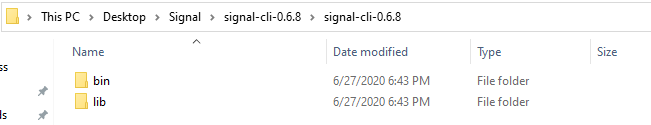 This PC > Desktop > Signal > signal-cli-0.6.8 > signal-cli-0.6.8
Name Date modified Type Size
bin 6/27/2020 6:43 PM File folder
lib 6/27/2020 6:43 PM File folder